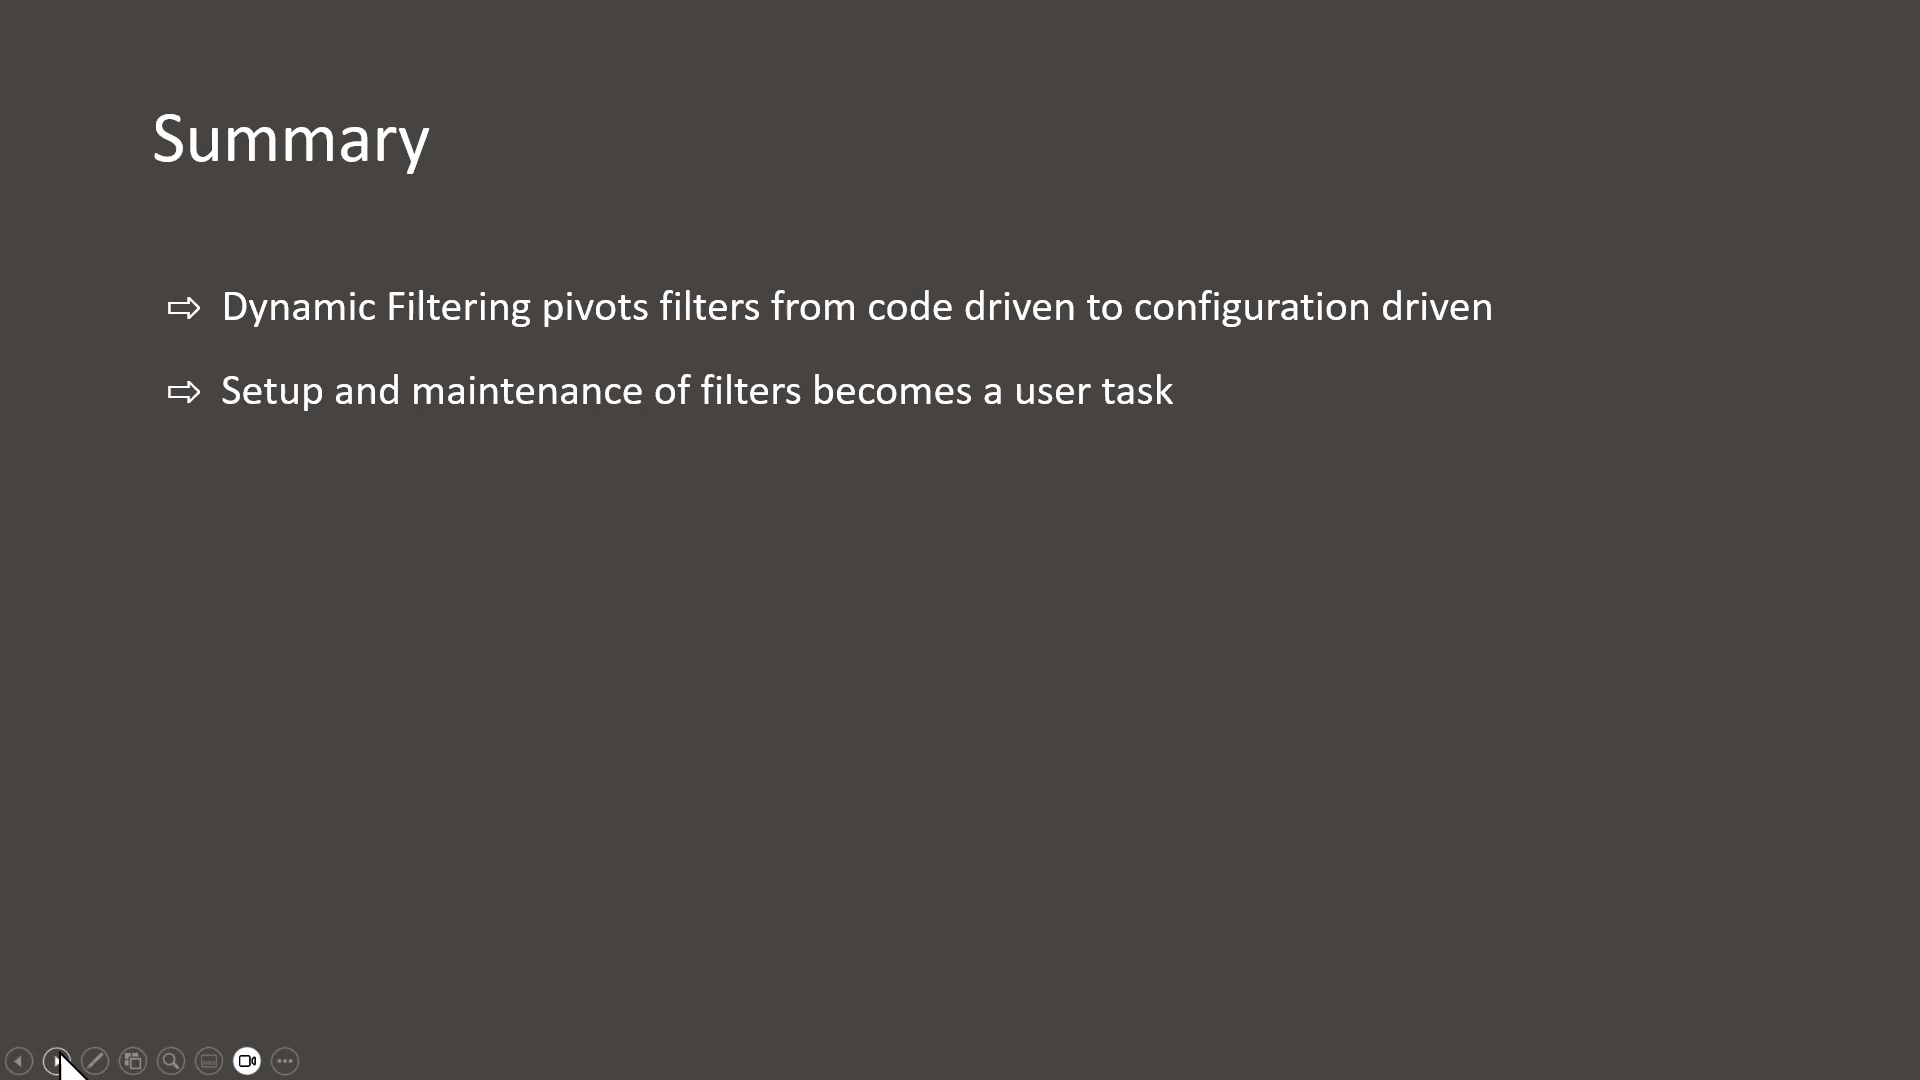 Summary
⇨ Dynamic Filtering pivots filters from code driven to configuration driven
⇨ Setup and maintenance of filters becomes a user task